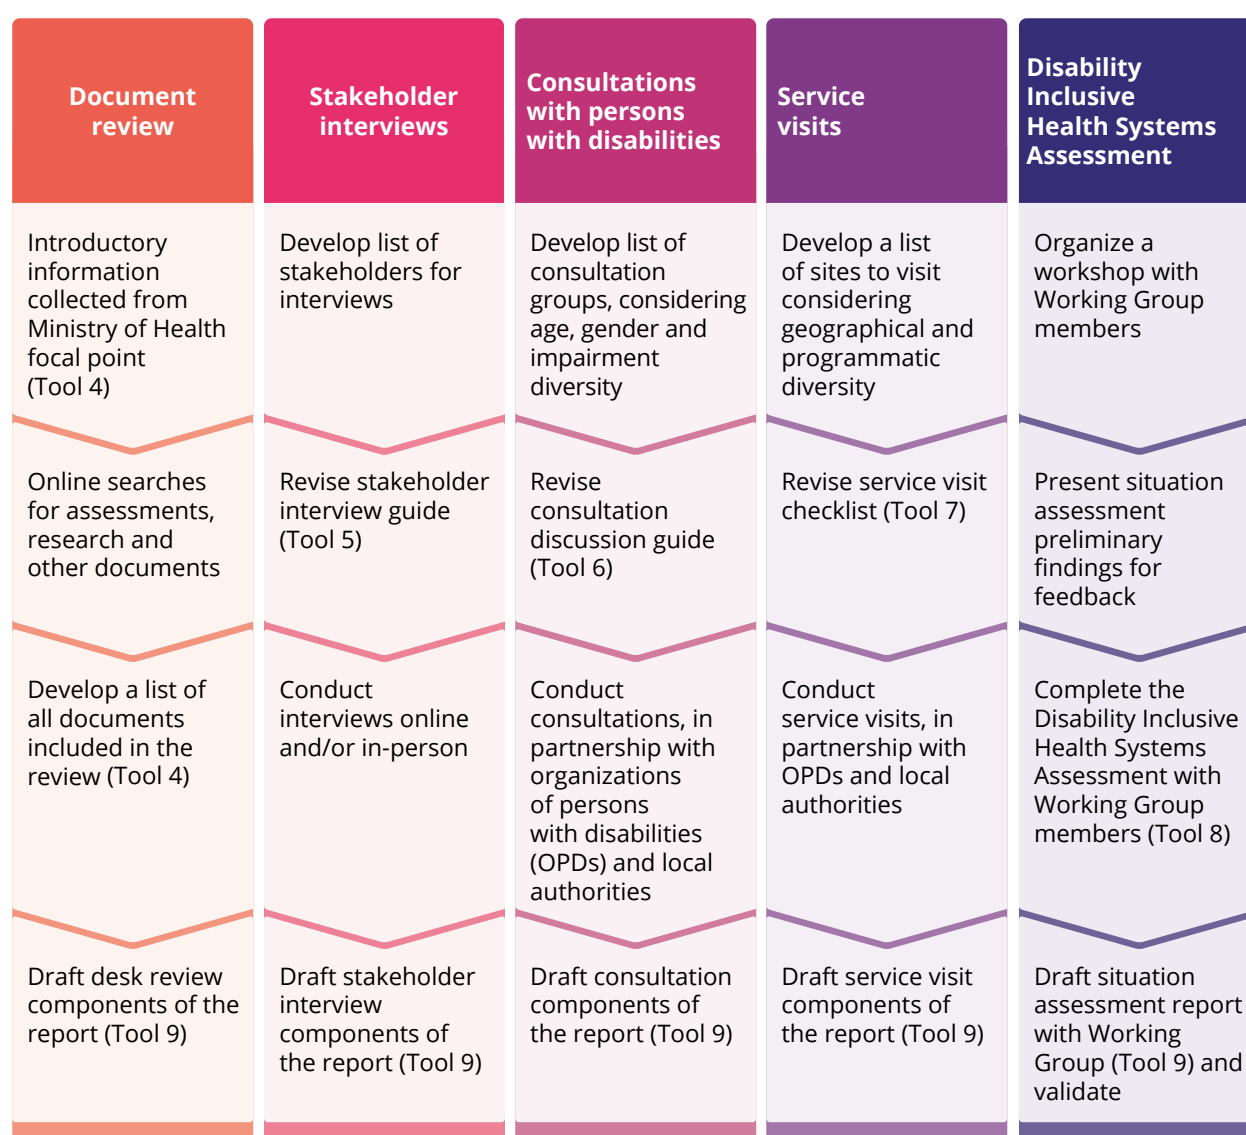 Document
review
Introductory
information
collected from
Ministry of Health
focal point
(Tool 4)
Online searches
for assessments,
research and
other documents
Develop a list of
all documents
included in the
review (Tool 4)
Draft desk review
components of the
report (Tool 9)
Stakeholder
interviews
Develop list of
stakeholders for
interviews
Revise stakeholder
interview guide
(Tool 5)
Conduct
interviews online
and/or in-person
Draft stakeholder
interview
components of
the report (Tool 9)
Consultations
with persons
with disabilities
Develop list of
consultation
groups, considering
age, gender and
impairment
diversity
Revise
consultation
discussion guide
(Tool 6)
Conduct
consultations, in
partnership with
organizations
of persons
with disabilities
(OPDs) and local
authorities
Draft consultation
components of
the report (Tool 9)
Service
visits
Develop a list
of sites to visit
considering
geographical and
programmatic
diversity
Revise service visit
checklist (Tool 7)
Conduct
service visits, in
partnership with
OPDs and local
authorities
Draft service visit
components of
the report (Tool 9)
Disability
Inclusive
Health Systems
Assessment
Organize a
workshop with
Working Group
members
Present situation
assessment
preliminary
findings for
feedback
Complete the
Disability Inclusive
Health Systems
Assessment with
Working Group
members (Tool 8)
Draft situation
assessment report
with Working
Group (Tool 9) and
validate